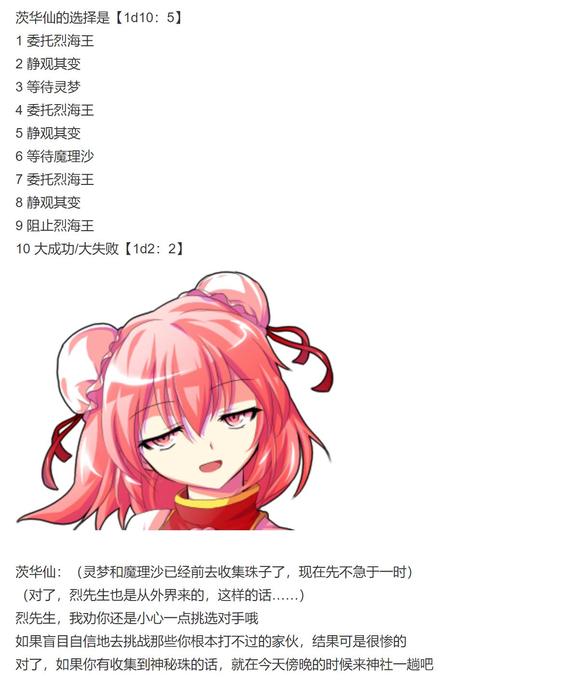 茨华仙的选择是【1d10：5】
1 委托烈海王
2 静观其变
3 等待灵梦
4 委托烈海王
5 静观其变
6 等待魔理沙
7 委托烈海王
8 静观其变
9 阻止烈海王
10 大成功/大失败【1d2：2】
茨华仙：（灵梦和魔理沙已经前去收集珠子了，现在先不急于一时）
（对了，烈先生也是从外界来的，这样的话……）
烈先生，我劝你还是小心一点挑选对手哦
如果盲目自信地去挑战那些你根本打不过的家伙，结果可是很惨的
对了，如果你有收集到神秘珠的话，就在今天傍晚的时候来神社一趟吧